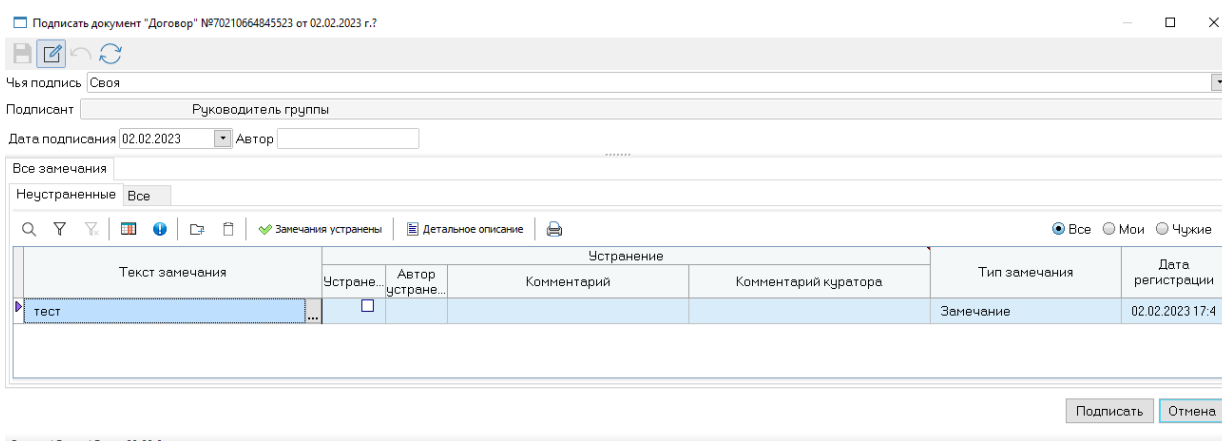 Подписать документ "Договор" №70210664845523 от 02.02.2023 г.?
Чья подпись Своя
Подписант Руководитель группы
Дата подписания 02.02.2023 Автор
Все замечания
Неустраненные Все
Замечания устранены Детальное описание Все Мои Чужие
Текст замечания Устранение Тип замечания Дата регистрации
Устране... Автор устране... Комментарий Комментарий куратора
тест ... Замечание 02.02.2023 17:4
Подписать Отмена